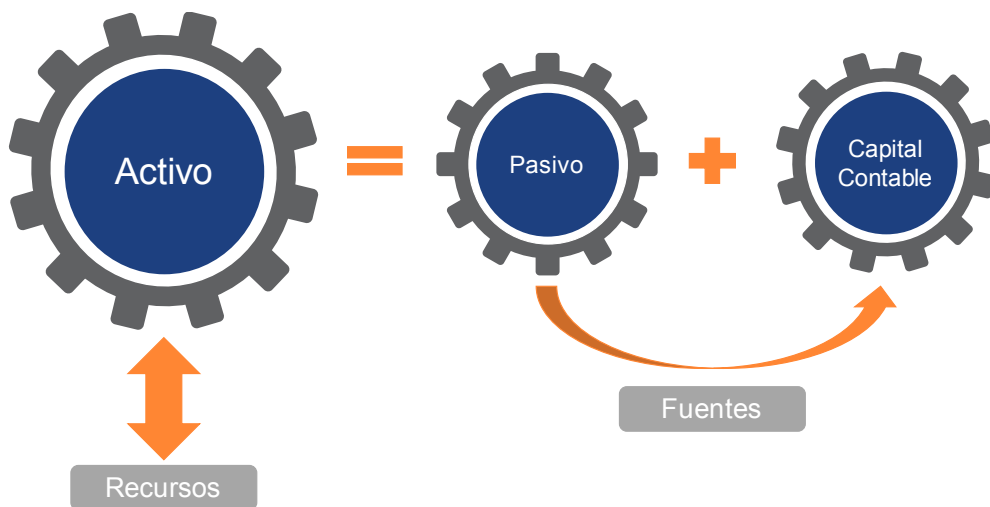 Activo
=
Pasivo
+
Capital
Contable
Fuentes
Recursos